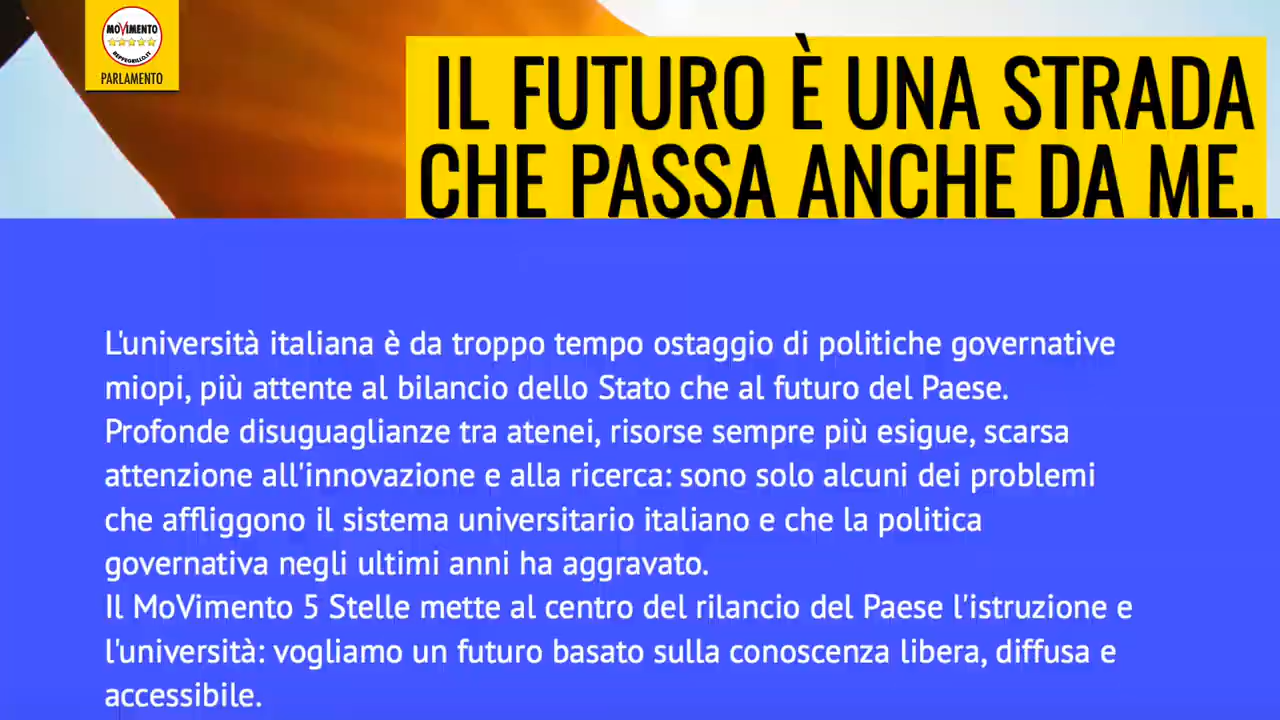 MOVIMENTO
BEPPEGRILLO.IT
PARLAMENTO
IL FUTURO È UNA STRADA
CHE PASSA ANCHE DA ME.
L'università italiana è da troppo tempo ostaggio di politiche governative
miopi, più attente al bilancio dello Stato che al futuro del Paese.
Profonde disuguaglianze tra atenei, risorse sempre più esigue, scarsa
attenzione all'innovazione e alla ricerca: sono solo alcuni dei problemi
che affliggono il sistema universitario italiano e che la politica
governativa negli ultimi anni ha aggravato.
Il MoVimento 5 Stelle mette al centro del rilancio del Paese l'istruzione e
l'università: vogliamo un futuro basato sulla conoscenza libera, diffusa e
accessibile.